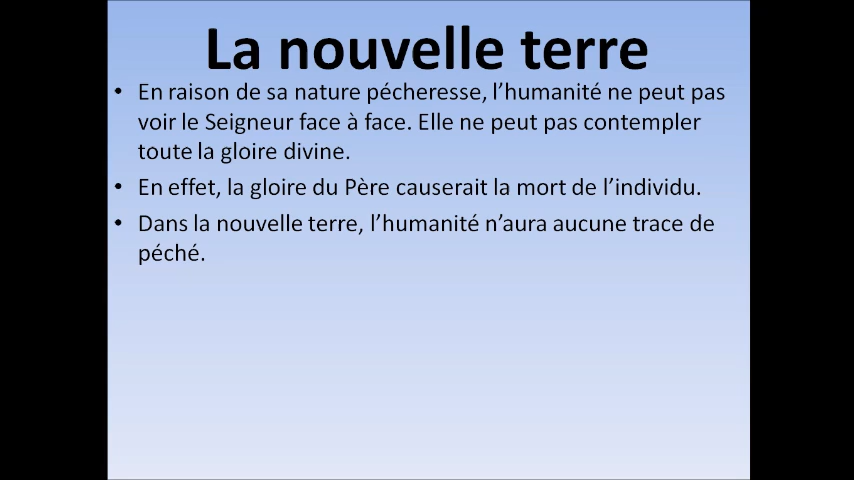 La nouvelle terre
• En raison de sa nature pécheresse, l’humanité ne peut pas
voir le Seigneur face à face. Elle ne peut pas contempler
toute la gloire divine.
• En effet, la gloire du Père causerait la mort de l’individu.
• Dans la nouvelle terre, l’humanité n’aura aucune trace de
péché.